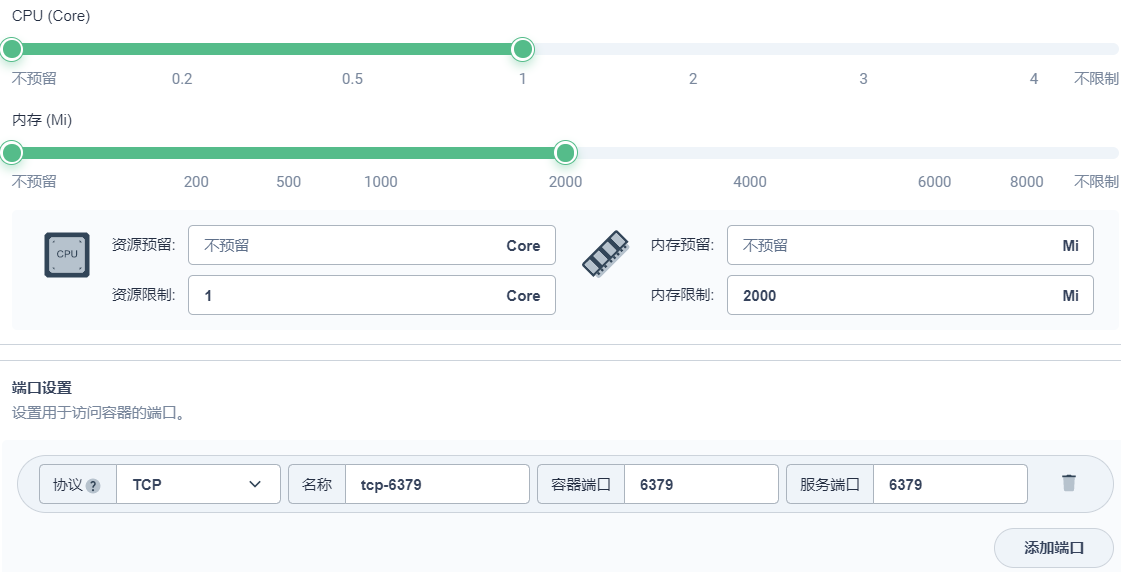 CPU (Core)
不预留 0.2 0.5 1 2 3 4 不限制
内存 (Mi)
不预留 200 500 1000 2000 4000 6000 8000 不限制
CPU
资源预留: 不预留 Core 内存预留: 不预留 Mi
资源限制: 1 Core 内存限制: 2000 Mi
端口设置
设置用于访问容器的端口。
协议 ? TCP 名称 tcp-6379 容器端口 6379 服务端口 6379
添加端口